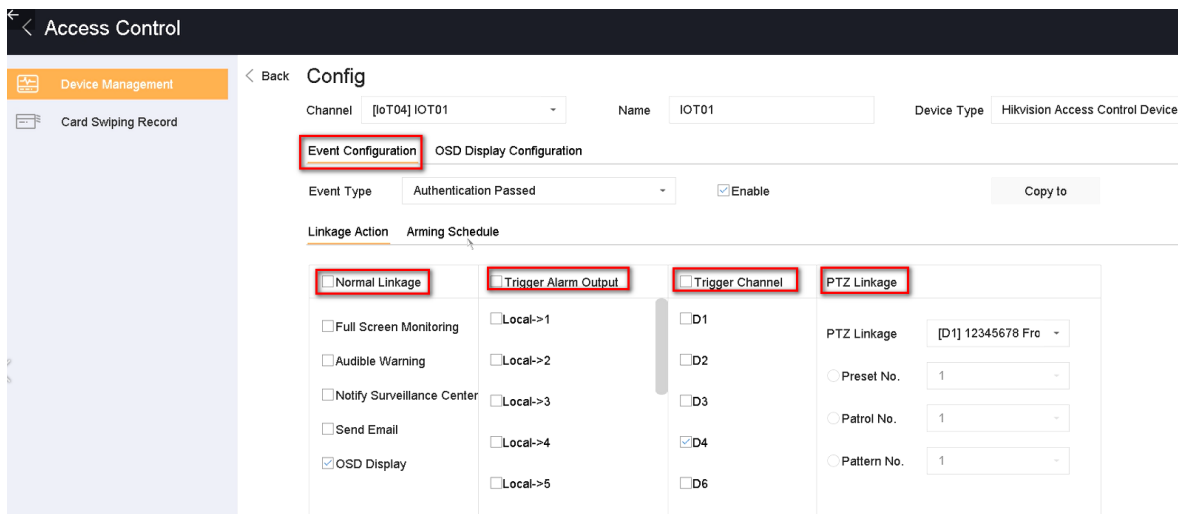 Access Control
Device Management
Card Swiping Record
Back Config
Channel [IoT04] IOT01 Name IOT01 Device Type Hikvision Access Control Device
Event Configuration OSD Display Configuration
Event Type Authentication Passed Enable Copy to
Linkage Action Arming Schedule
Normal Linkage Trigger Alarm Output Trigger Channel PTZ Linkage
Full Screen Monitoring Local->1 D1 PTZ Linkage [D1] 12345678 Fro
Audible Warning Local->2 D2 Preset No. 1
Notify Surveillance Center Local->3 D3 Patrol No. 1
Send Email Local->4 D4 Pattern No. 1
OSD Display Local->5 D6